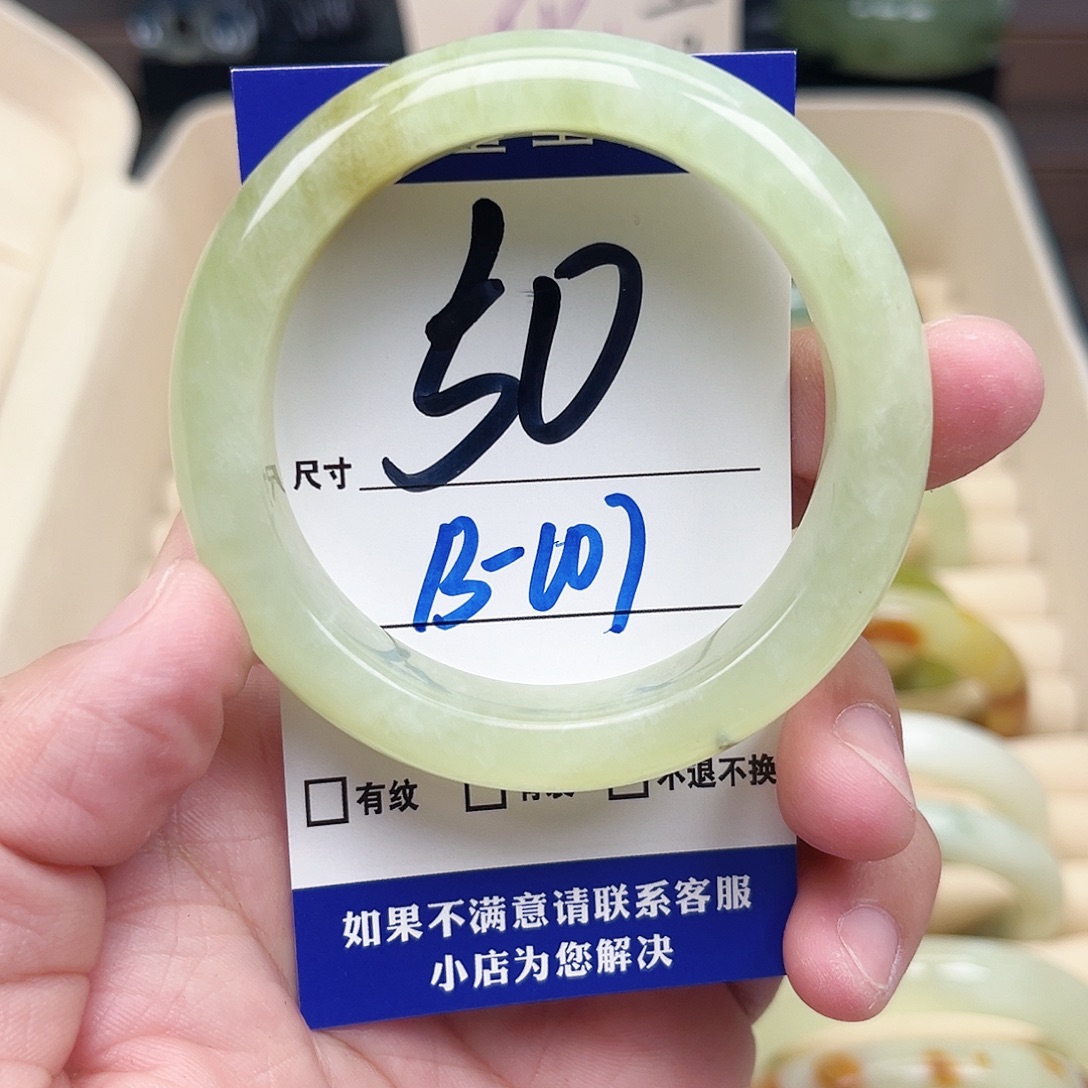 50
尺寸
B-107
有纹
不退不换
如果不满意请联系客服
小店为您解决